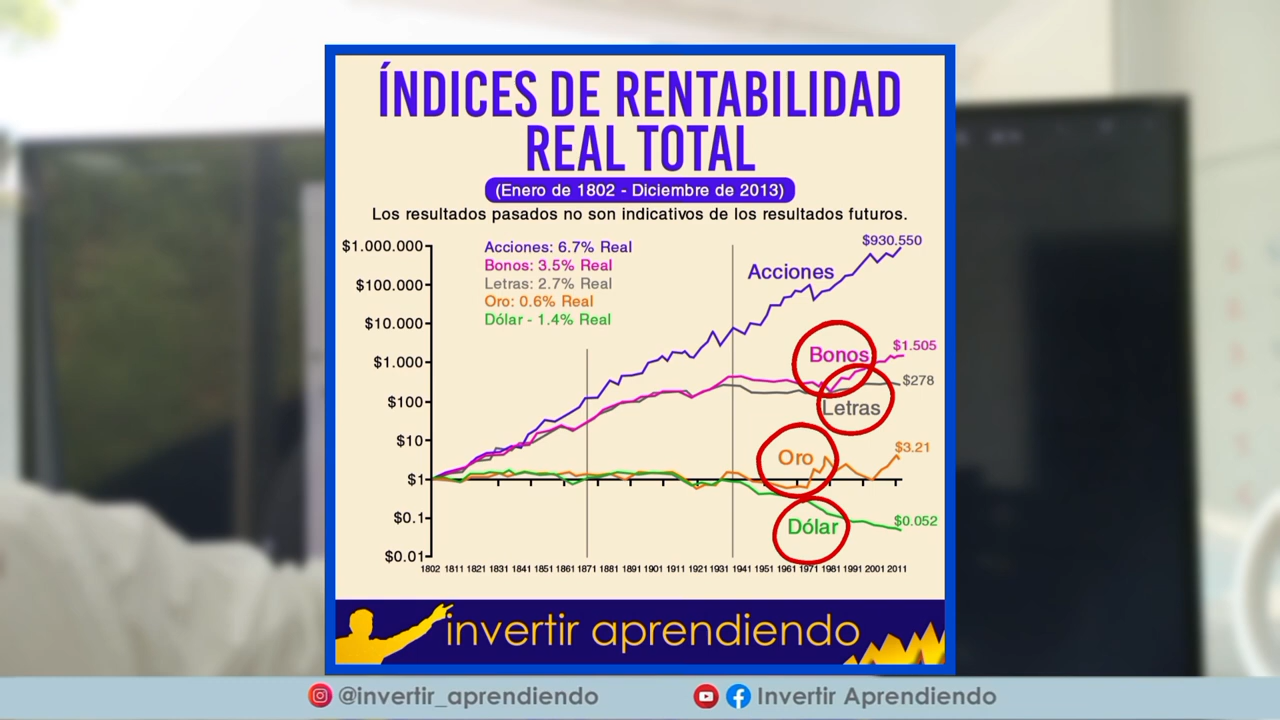 ÍNDICES DE RENTABILIDAD
REAL TOTAL
(Enero de 1802 - Diciembre de 2013)
Los resultados pasados no son indicativos de los resultados futuros.
$1.000.000
$100.000
$10.000
$1.000
$100
$10
$1
$0.1
$0.01
Acciones: 6.7% Real
Bonos: 3.5% Real
Letras: 2.7% Real
Oro: 0.6% Real
Dólar - 1.4% Real
$930.550
Acciones
Bonos
$1.505
$278
Letras
Oro
$3.21
Dólar
$0.052
1802 1811 1821 1831 1841 1851 1861 1871 1881 1891 1901 1911 1921 1931 1941 1951 1961 1971 1981 1991 2001 2011
invertir aprendiendo
@invertir_aprendiendo
Invertir Aprendiendo